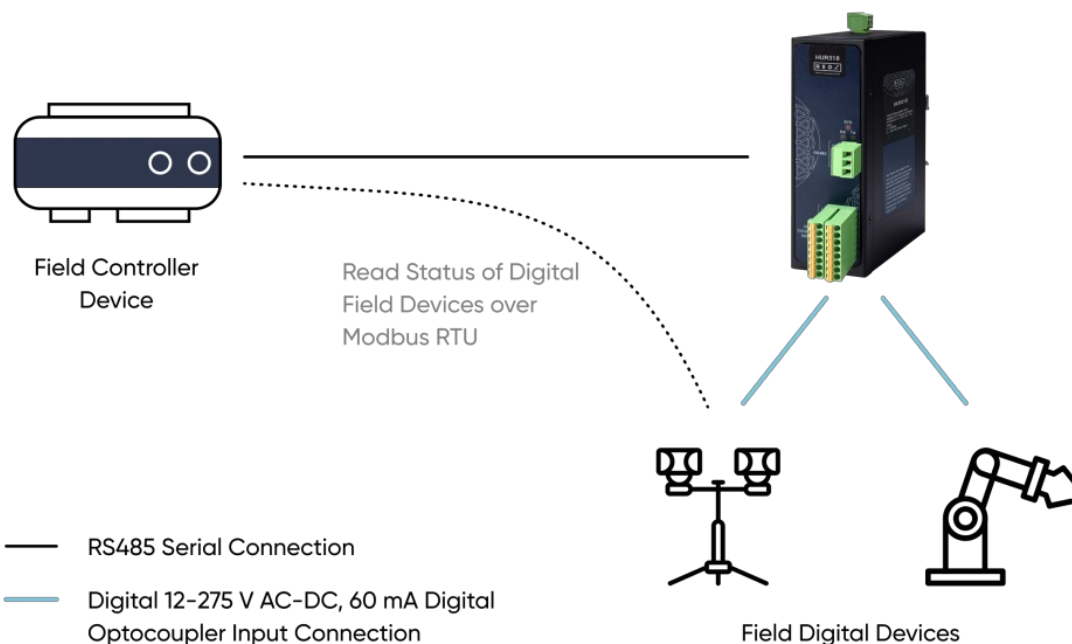 HUR318
Field Controller
Device
Read Status of Digital
Field Devices over
Modbus RTU
RS485 Serial Connection
Digital 12-275 V AC-DC, 60 mA Digital
Optocoupler Input Connection
Field Digital Devices